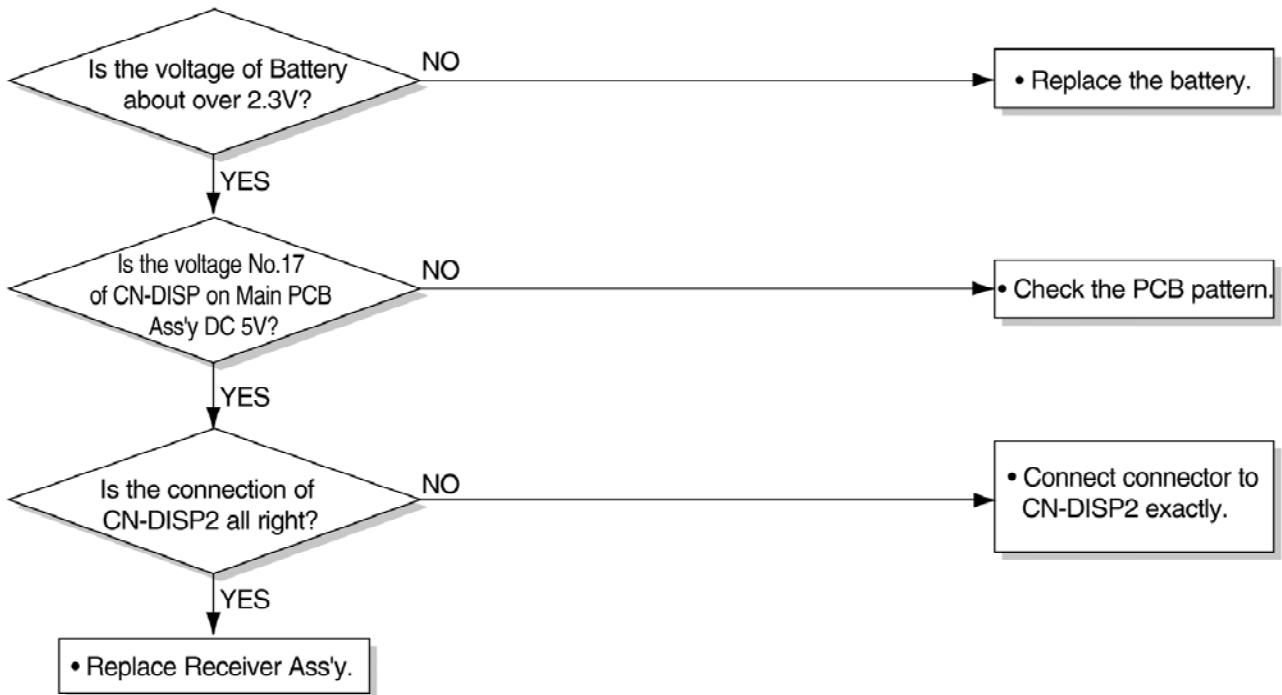 Is the voltage of Battery
about over 2.3V?
NO
• Replace the battery.
YES
Is the voltage No.17
of CN-DISP on Main PCB
Ass'y DC 5V?
NO
• Check the PCB pattern.
YES
Is the connection of
CN-DISP2 all right?
NO
• Connect connector to
CN-DISP2 exactly.
YES
• Replace Receiver Ass'y.